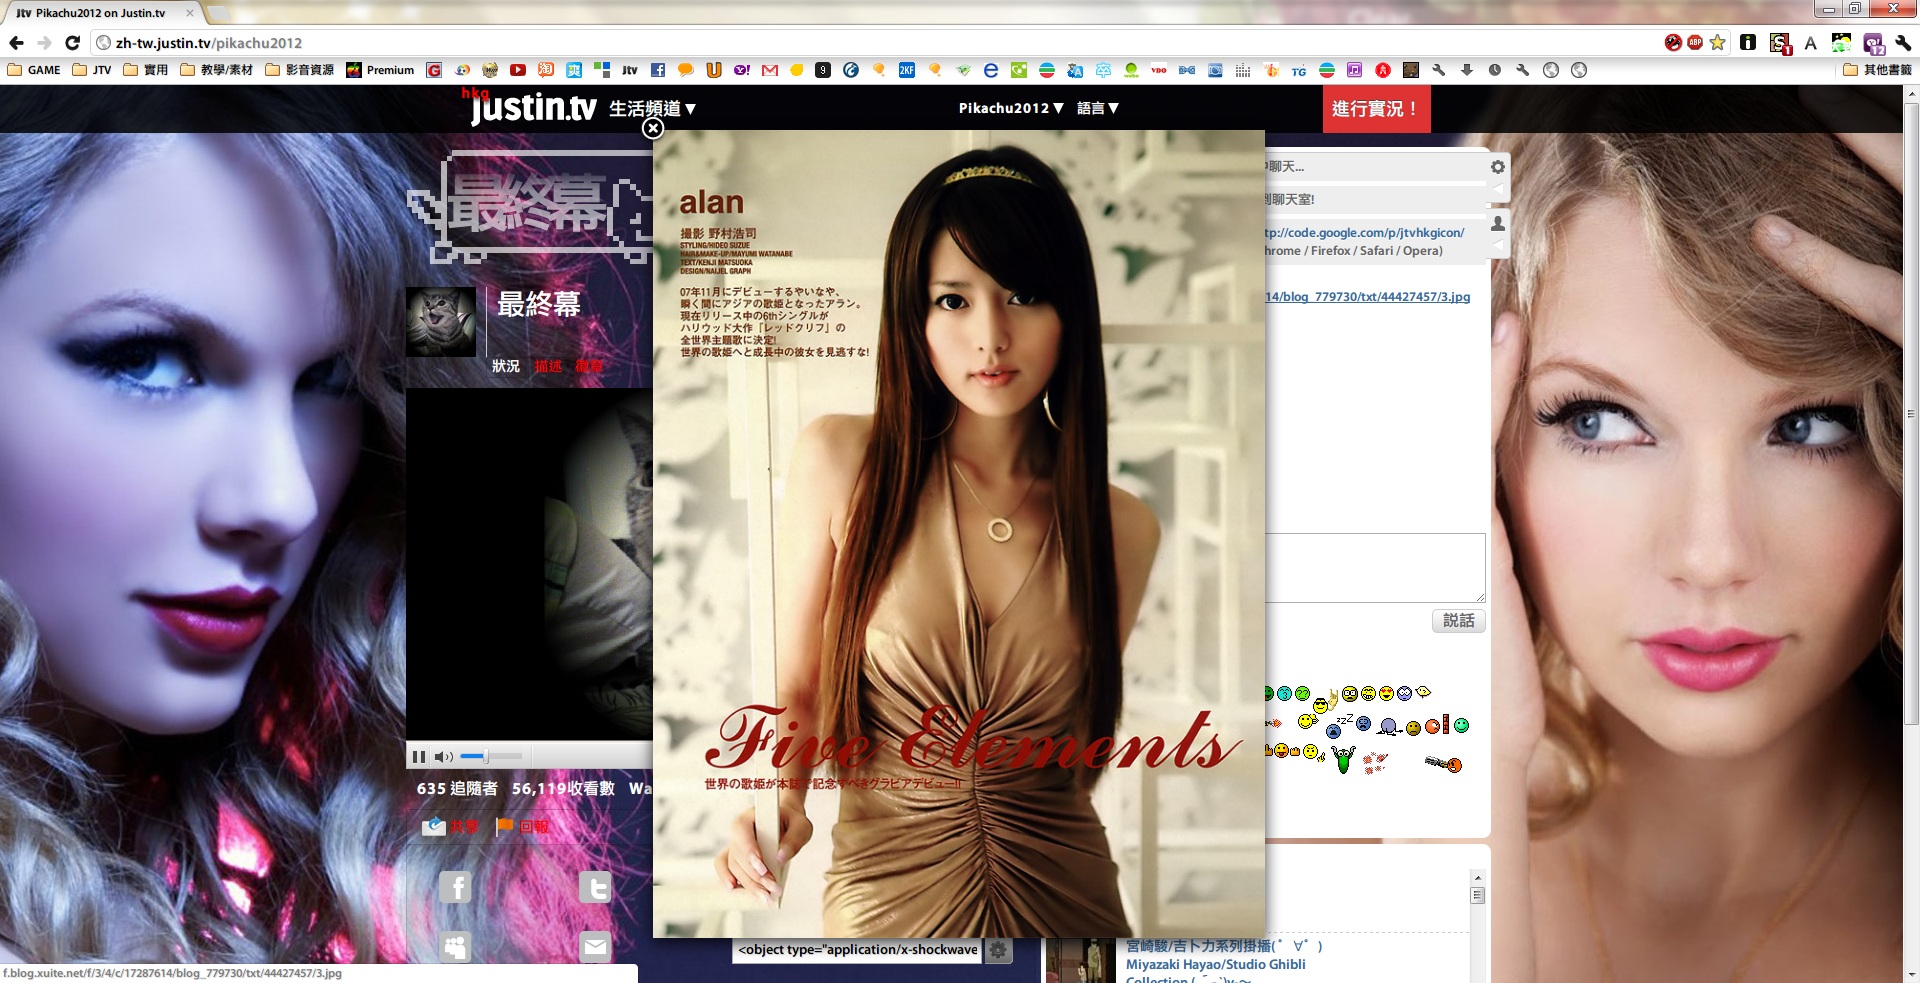 Jtv Pikachu2012 on Justin.tv
zh-tw.justin.tv/pikachu2012
GAME
JTV
實用
教學/素材
影音資源
Premium
其他書籤
hkg
justin.tv
生活頻道▼
Pikachu2012▼
語言▼
進行實況！
最終幕
最終幕
狀況
描述
徽章
alan
撮影 野村浩司
STYLING/HIDEO SUZUE
HAIR&MAKE-UP/MAYUMI WATANABE
TEXT/KENJI MATSUOKA
DESIGN/NAIJEL GRAPH
07年11月にデビューするやいなや、
瞬く間にアジアの歌姫となったアラン。
現在リリース中の6thシングルが
ハリウッド大作『レッドクリフ』の
全世界主題歌に決定!
世界の歌姫へと成長中の彼女を見逃すな!
Five Elements
世界の歌姫が本誌で記念すべきグラビアデビュー!!
中聊天...
到聊天室!
tp://code.google.com/p/jtvhkgicon/
hrome / Firefox / Safari / Opera)
14/blog_779730/txt/44427457/3.jpg
說話
635 追隨者
56,119收看數
Wa
共享
回報
<object type="application/x-shockwave
宮崎駿/吉卜力系列掛播(ﾟ∀ﾟ)
Miyazaki Hayao/Studio Ghibli
Collection
f.blog.xuite.net/f/3/4/c/17287614/blog_779730/txt/44427457/3.jpg